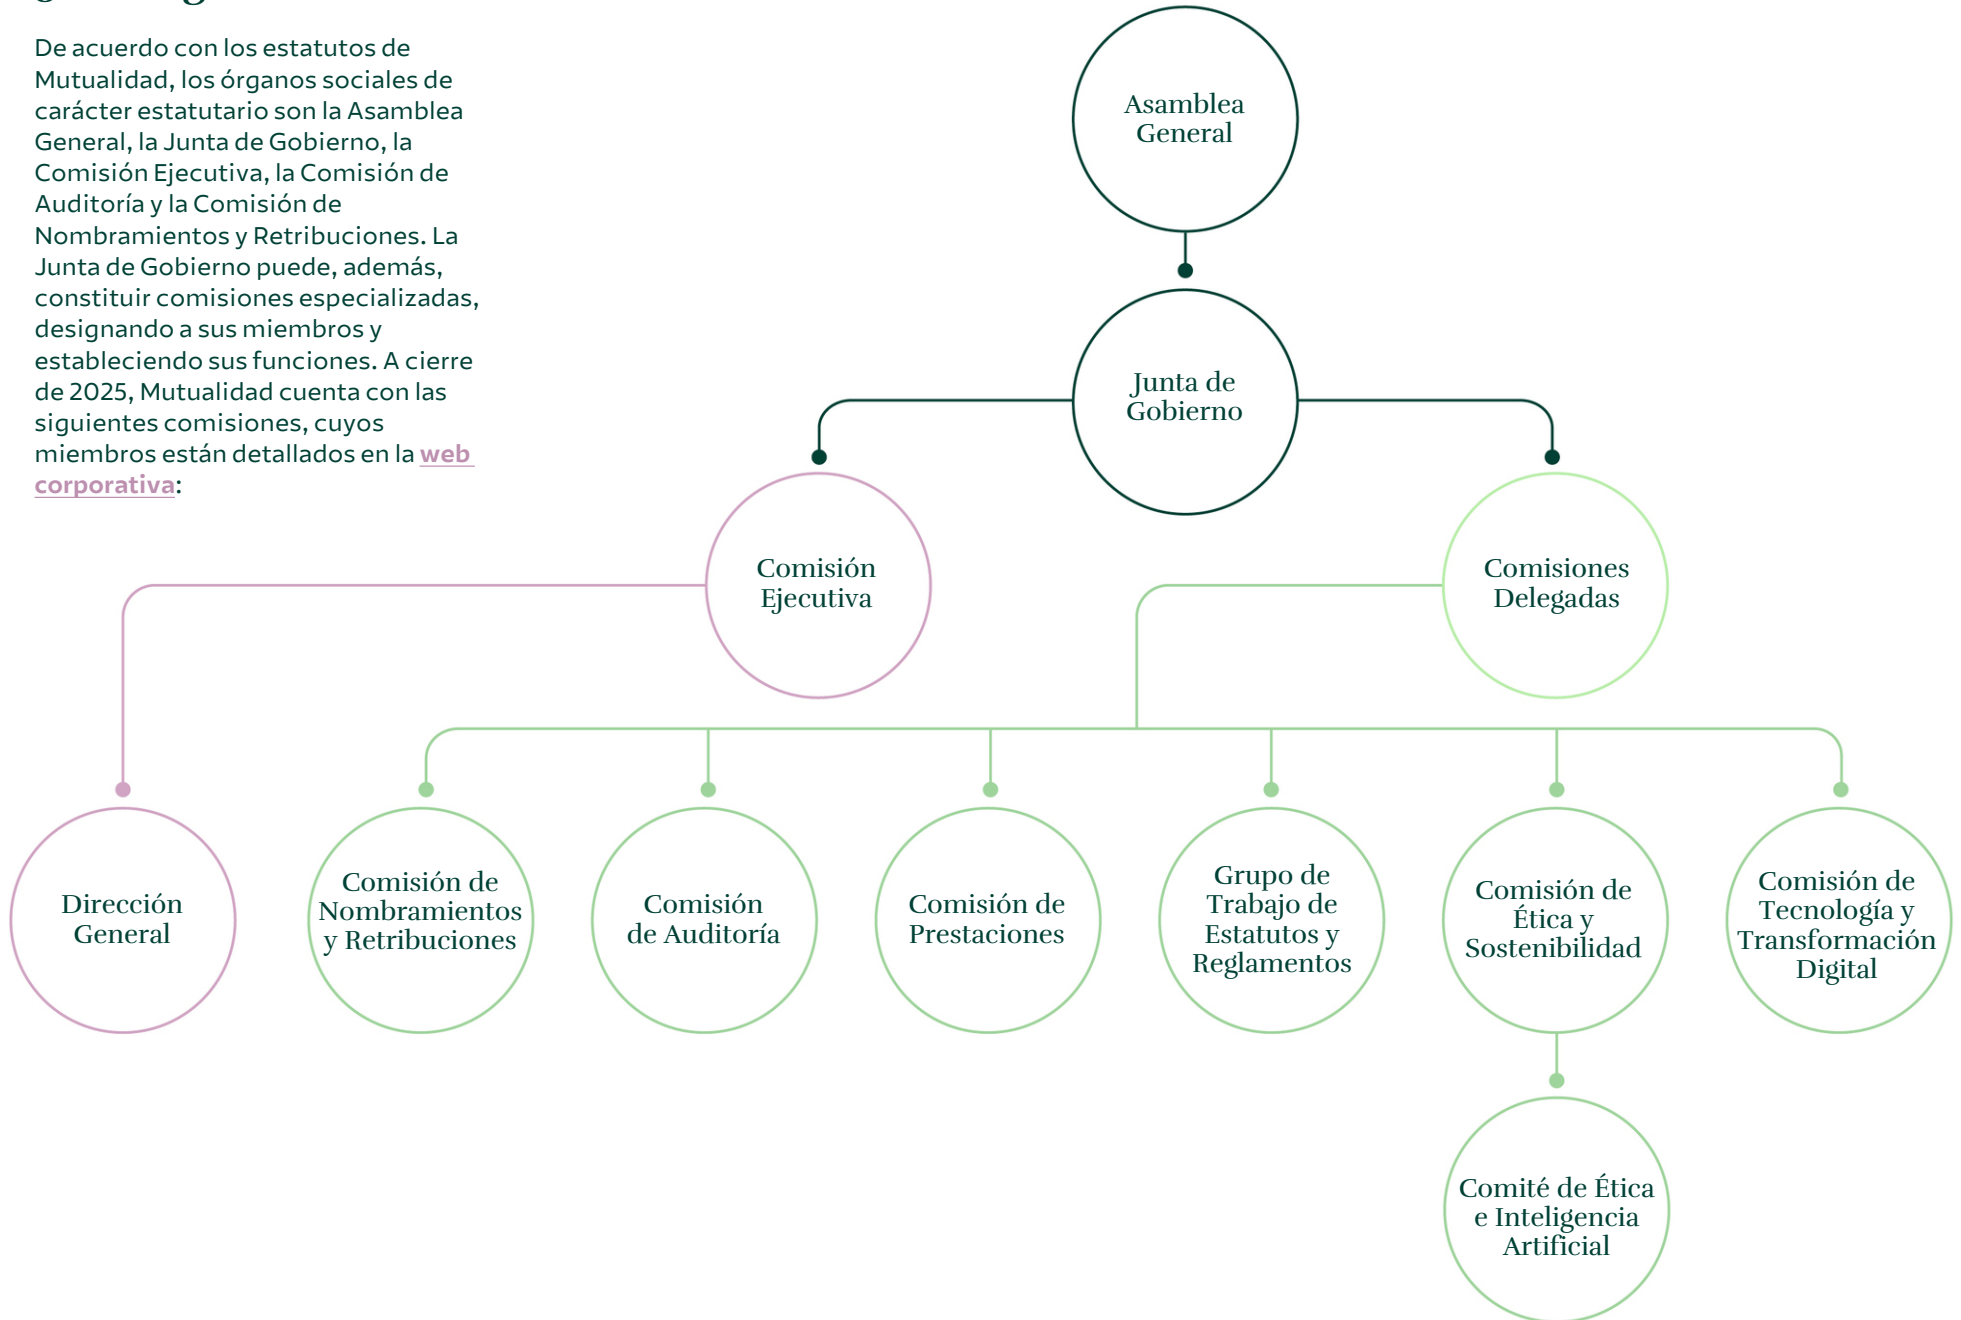 De acuerdo con los estatutos de
Mutualidad, los órganos sociales de
carácter estatutario son la Asamblea
General, la Junta de Gobierno, la
Comisión Ejecutiva, la Comisión de
Auditoría y la Comisión de
Nombramientos y Retribuciones. La
Junta de Gobierno puede, además,
constituir comisiones especializadas,
designando a sus miembros y
estableciendo sus funciones. A cierre
de 2025, Mutualidad cuenta con las
siguientes comisiones, cuyos
miembros están detallados en la web
corporativa:
Asamblea
General
Junta de
Gobierno
Comisión
Ejecutiva
Comisiones
Delegadas
Dirección
General
Comisión de
Nombramientos
y Retribuciones
Comisión
de Auditoría
Comisión de
Prestaciones
Grupo de
Trabajo de
Estatutos y
Reglamentos
Comisión de
Ética y
Sostenibilidad
Comisión de
Tecnología y
Transformación
Digital
Comité de Ética
e Inteligencia
Artificial